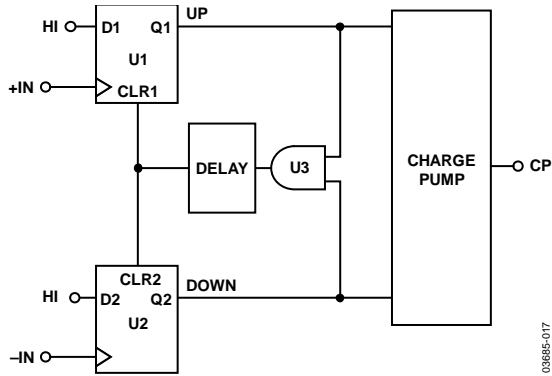 UP
HI D1 Q1
U1
+IN
CLR1
DELAY
U3
CHARGE
PUMP
CP
CLR2
HI D2 Q2
DOWN
U2
–IN
03685-017